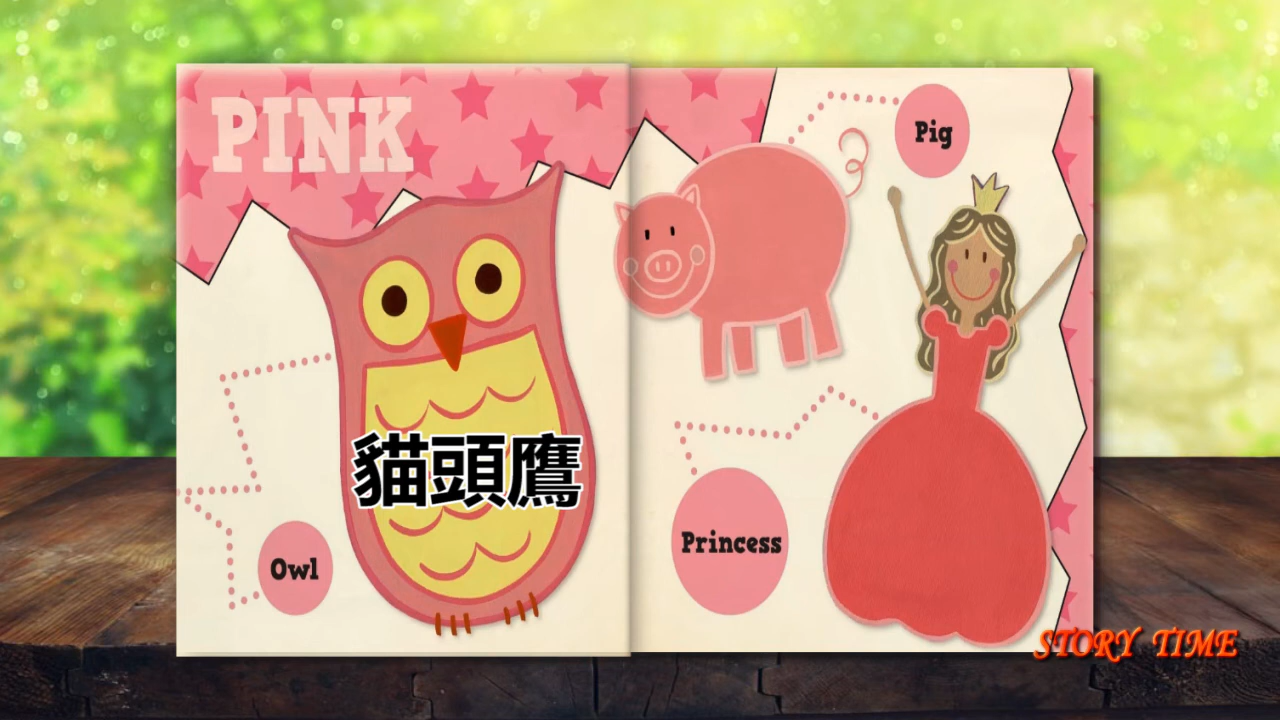 PINK
貓頭鷹
Owl
Pig
Princess
STORY TIME